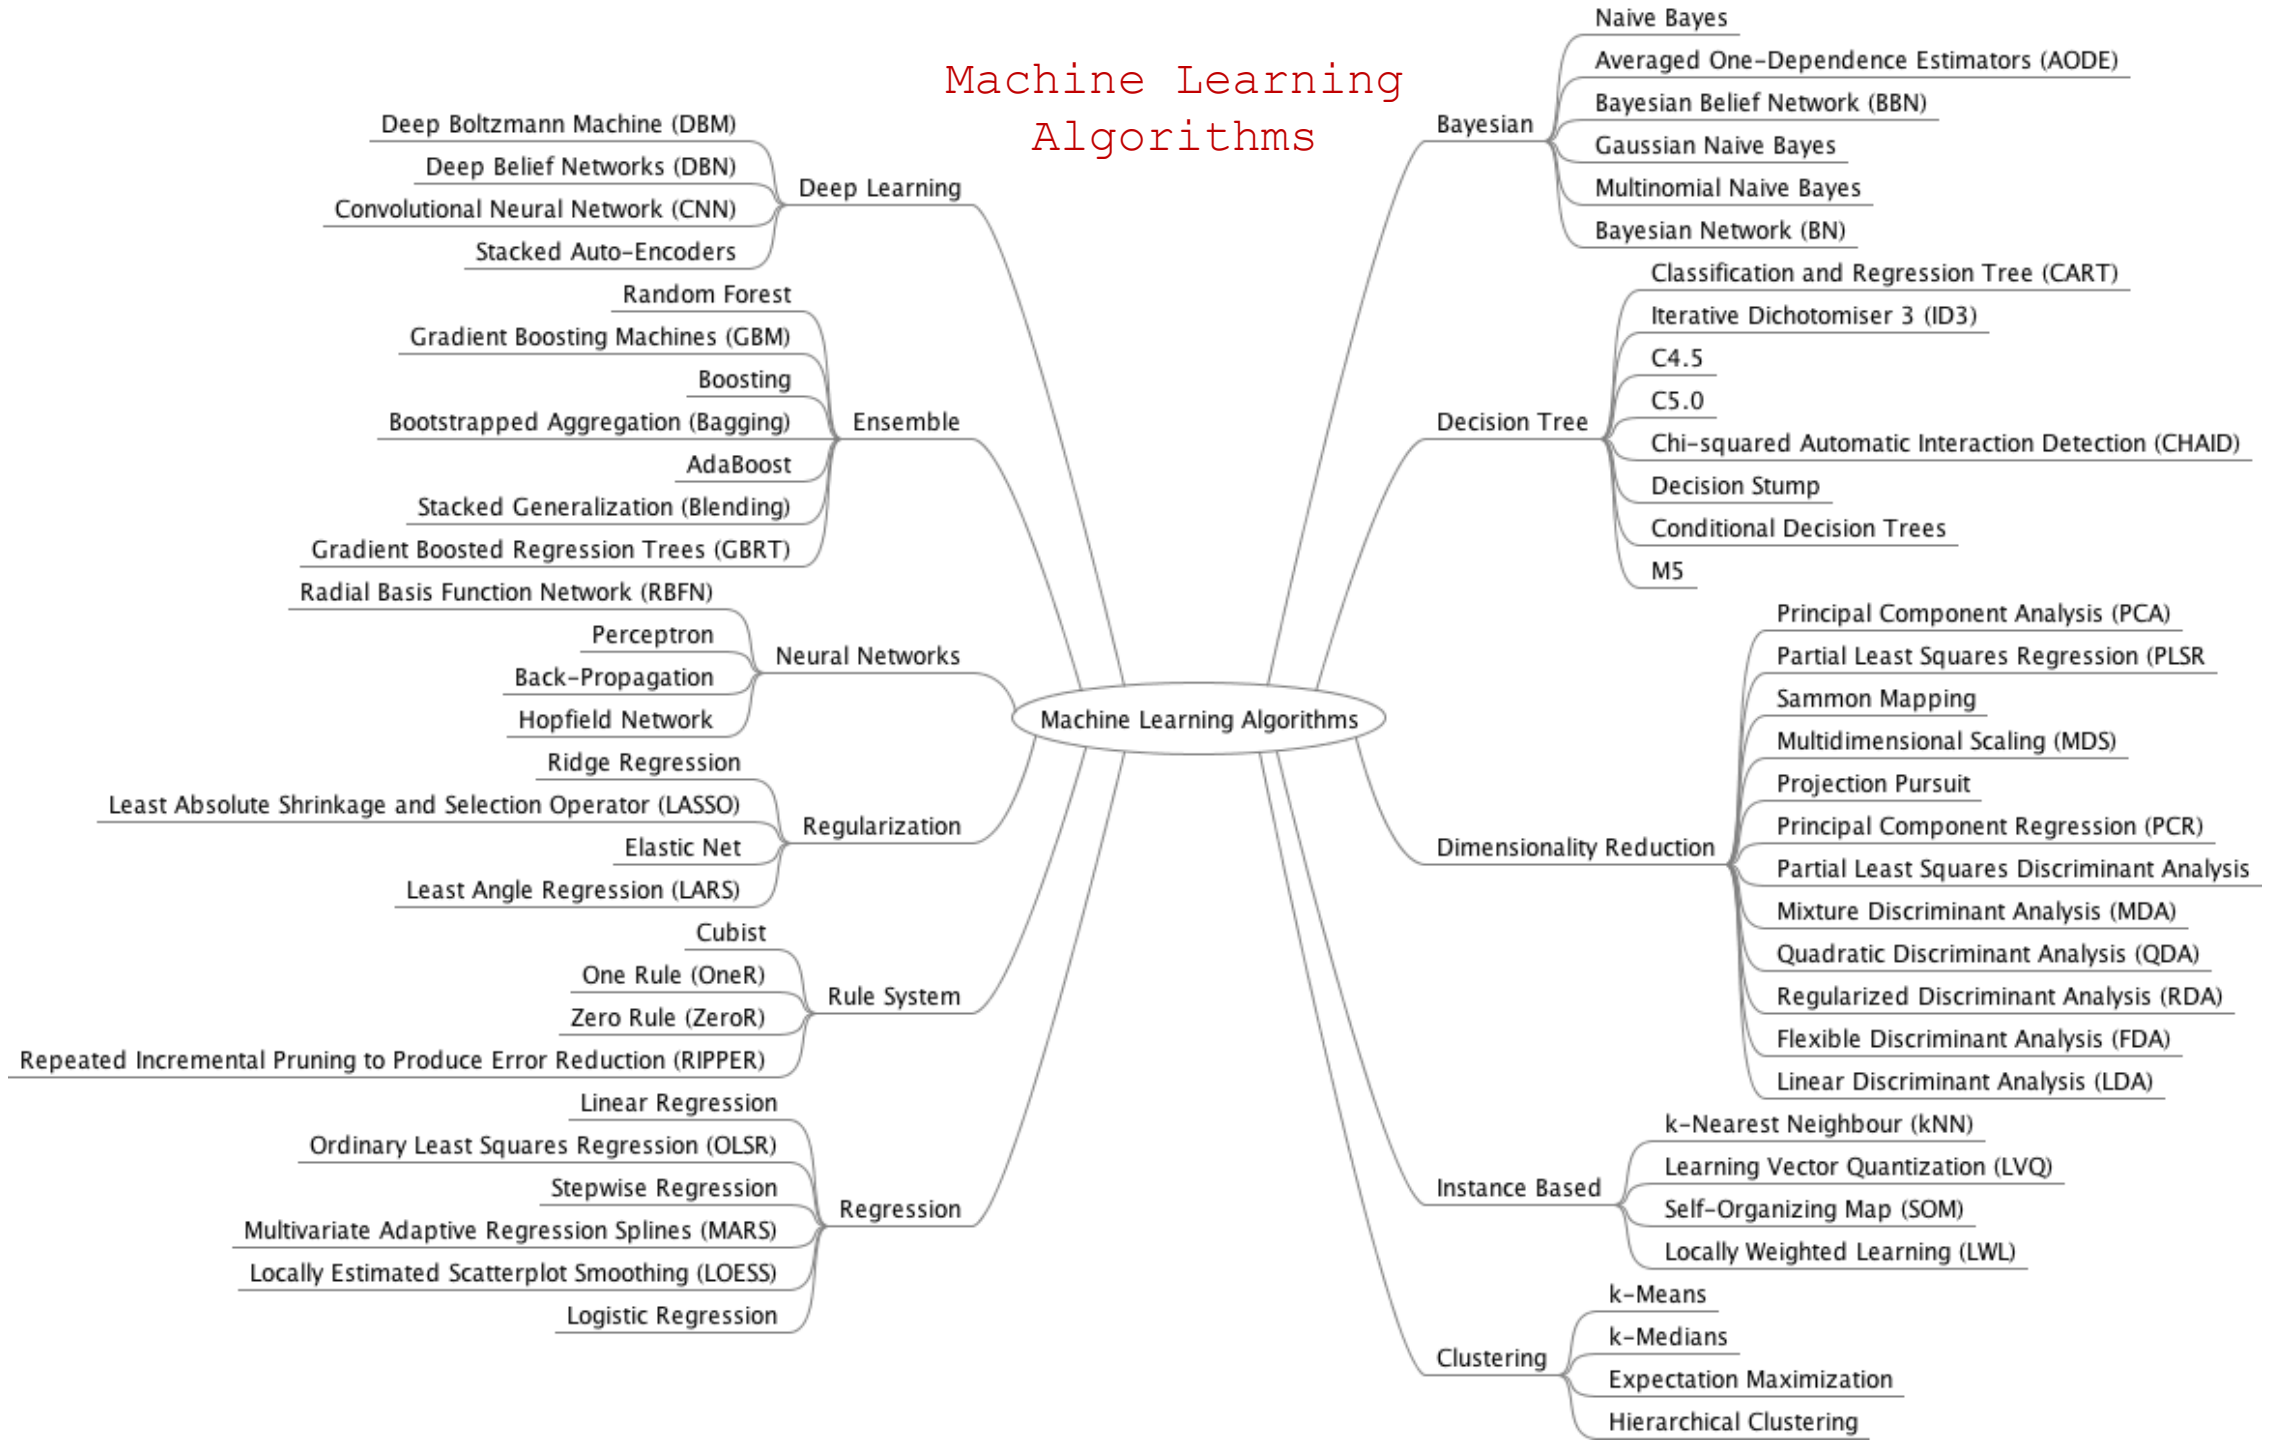 Machine Learning
Algorithms
Deep Boltzmann Machine (DBM)
Deep Belief Networks (DBN)
Convolutional Neural Network (CNN)
Stacked Auto-Encoders
Deep Learning
Random Forest
Gradient Boosting Machines (GBM)
Boosting
Bootstrapped Aggregation (Bagging)
AdaBoost
Stacked Generalization (Blending)
Gradient Boosted Regression Trees (GBRT)
Ensemble
Radial Basis Function Network (RBFN)
Perceptron
Back-Propagation
Hopfield Network
Neural Networks
Ridge Regression
Least Absolute Shrinkage and Selection Operator (LASSO)
Elastic Net
Least Angle Regression (LARS)
Regularization
Cubist
One Rule (OneR)
Zero Rule (ZeroR)
Repeated Incremental Pruning to Produce Error Reduction (RIPPER)
Rule System
Linear Regression
Ordinary Least Squares Regression (OLSR)
Stepwise Regression
Multivariate Adaptive Regression Splines (MARS)
Locally Estimated Scatterplot Smoothing (LOESS)
Logistic Regression
Regression
Machine Learning Algorithms
Bayesian
Naive Bayes
Averaged One-Dependence Estimators (AODE)
Bayesian Belief Network (BBN)
Gaussian Naive Bayes
Multinomial Naive Bayes
Bayesian Network (BN)
Decision Tree
Classification and Regression Tree (CART)
Iterative Dichotomiser 3 (ID3)
C4.5
C5.0
Chi-squared Automatic Interaction Detection (CHAID)
Decision Stump
Conditional Decision Trees
M5
Dimensionality Reduction
Principal Component Analysis (PCA)
Partial Least Squares Regression (PLSR
Sammon Mapping
Multidimensional Scaling (MDS)
Projection Pursuit
Principal Component Regression (PCR)
Partial Least Squares Discriminant Analysis
Mixture Discriminant Analysis (MDA)
Quadratic Discriminant Analysis (QDA)
Regularized Discriminant Analysis (RDA)
Flexible Discriminant Analysis (FDA)
Linear Discriminant Analysis (LDA)
Instance Based
k-Nearest Neighbour (kNN)
Learning Vector Quantization (LVQ)
Self-Organizing Map (SOM)
Locally Weighted Learning (LWL)
Clustering
k-Means
k-Medians
Expectation Maximization
Hierarchical Clustering